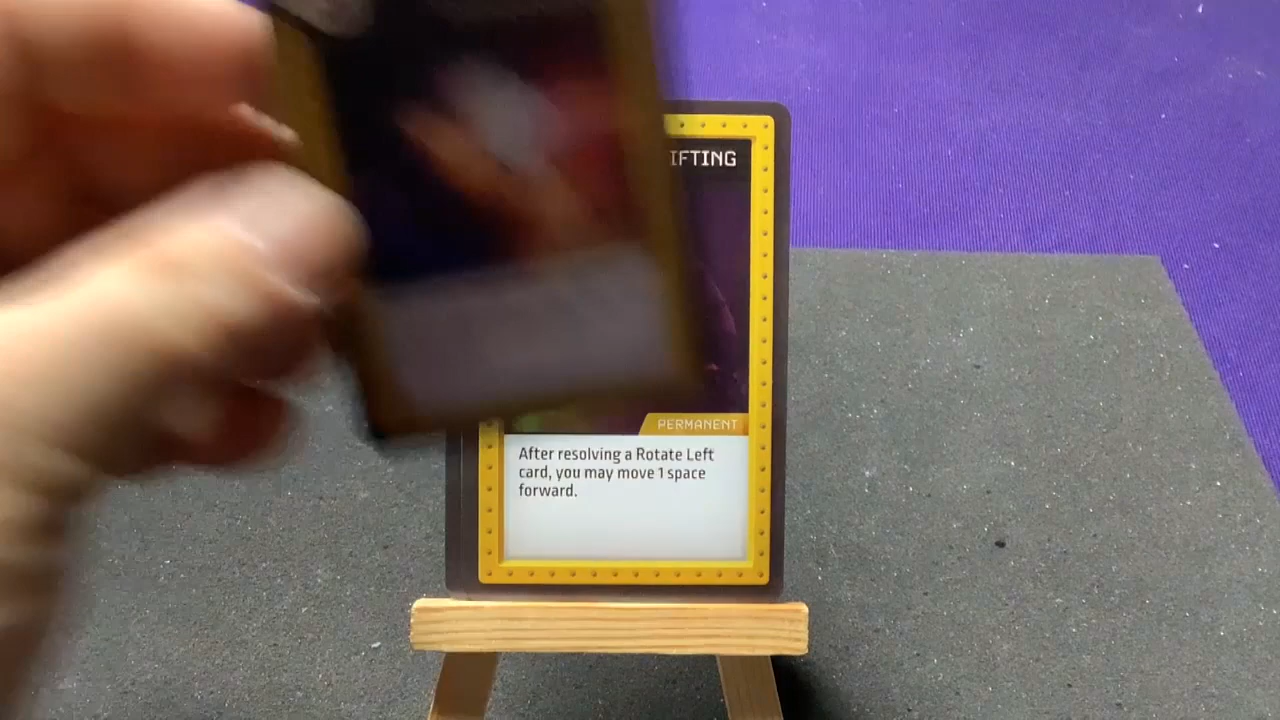 IFTING
PERMANENT
After resolving a Rotate Left
card, you may move 1 space
forward.